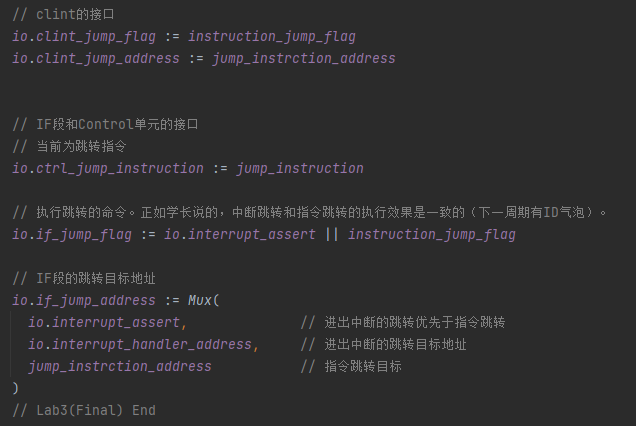 // clint的接口
io.clint_jump_flag := instruction_jump_flag
io.clint_jump_address := jump_instrction_address
// IF段和Control单元的接口
// 当前为跳转指令
io.ctrl_jump_instruction := jump_instruction
// 执行跳转的命令。正如学长说的，中断跳转和指令跳转的执行效果是一致的（下一周期有ID气泡）。
io.if_jump_flag := io.interrupt_assert || instruction_jump_flag
// IF段的跳转目标地址
io.if_jump_address := Mux(
io.interrupt_assert, // 进出中断的跳转优先于指令跳转
io.interrupt_handler_address, // 进出中断的跳转目标地址
jump_instrction_address // 指令跳转目标
)
// Lab3(Final) End